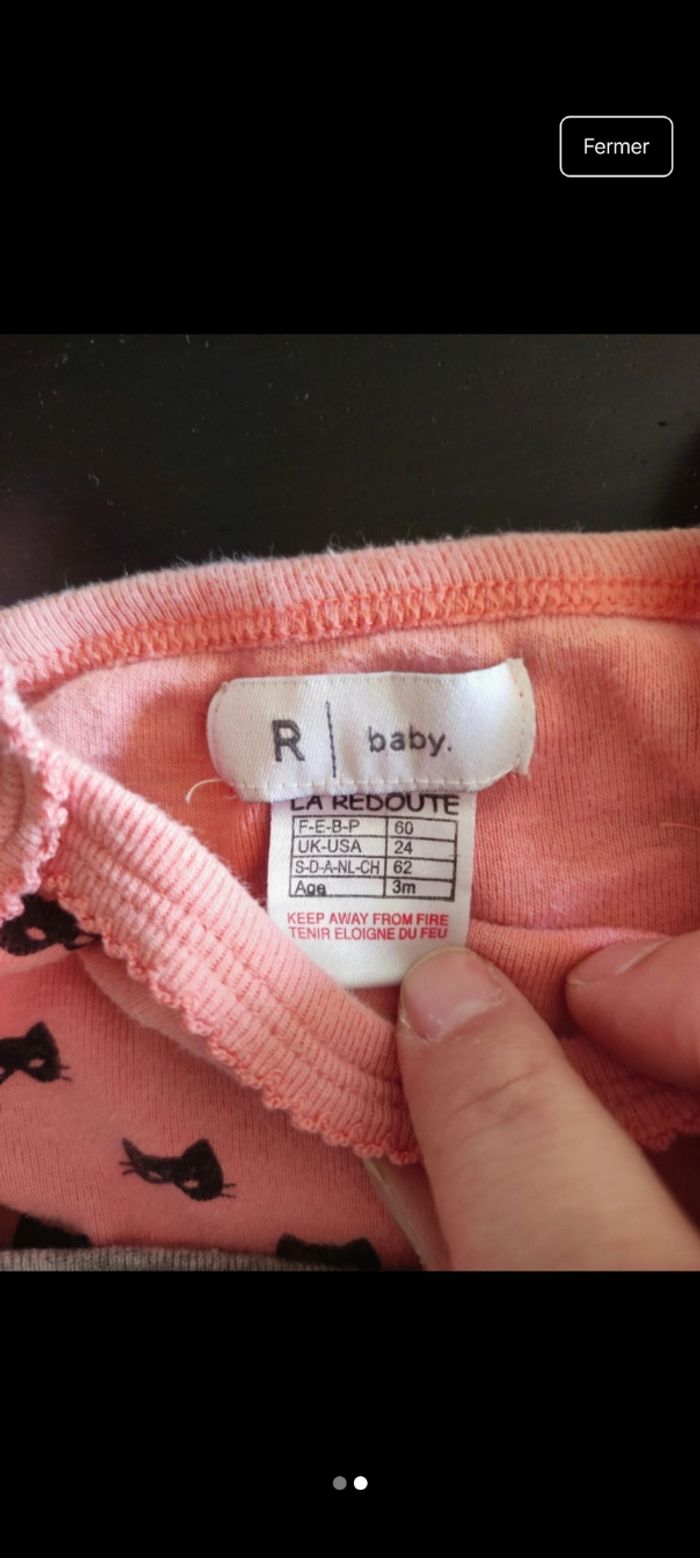 Fermer
R | baby.
LA REDOUTE
F-E-B-P 60
UK-USA 24
S-D-A-NL-CH 62
Age 3m
KEEP AWAY FROM FIRE
TENIR ELOIGNE DU FEU